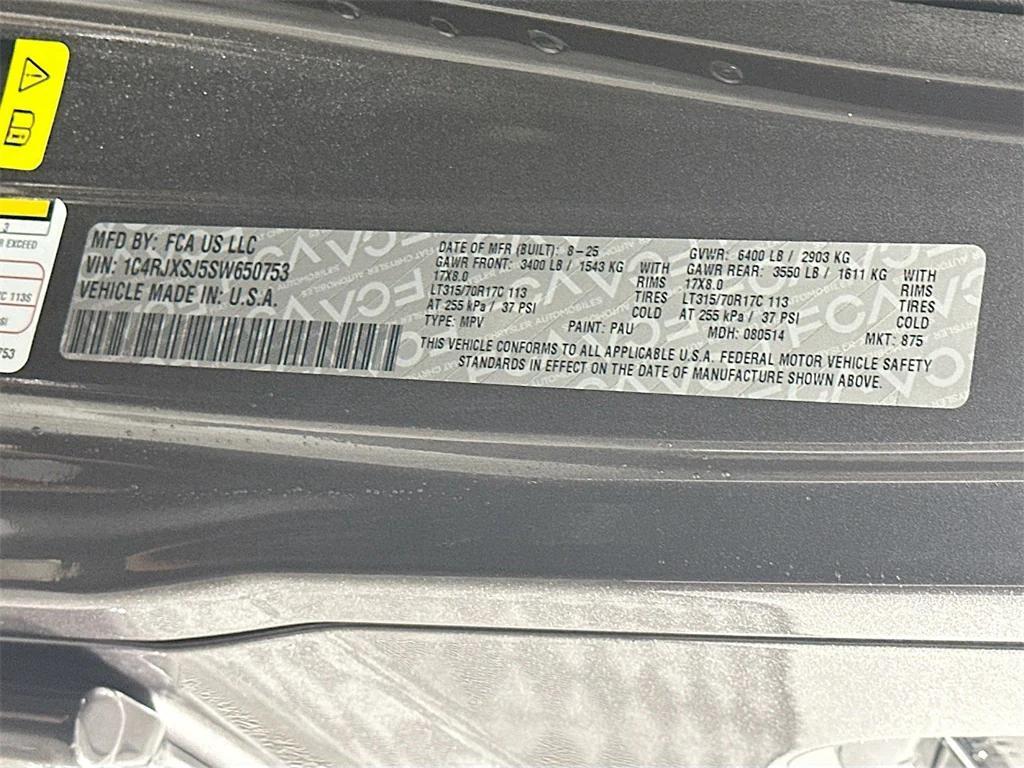 MFD BY: FCA US LLC
VIN: 1C4RJXSJ5SW650753
VEHICLE MADE IN: U.S.A.
DATE OF MFR (BUILT): 8-25 GVWR: 6400 LB / 2903 KG
GAWR FRONT: 3400 LB / 1543 KG WITH GAWR REAR: 3550 LB / 1611 KG WITH
17X8.0 RIMS 17X8.0 RIMS
LT315/70R17C 113 TIRES LT315/70R17C 113 TIRES
AT 255 kPa / 37 PSI COLD AT 255 kPa / 37 PSI COLD
TYPE: MPV PAINT: PAU MDH: 080514 MKT: 875
THIS VEHICLE CONFORMS TO ALL APPLICABLE U.S.A. FEDERAL MOTOR VEHICLE SAFETY
STANDARDS IN EFFECT ON THE DATE OF MANUFACTURE SHOWN ABOVE.
3
EXCEED
113S
753